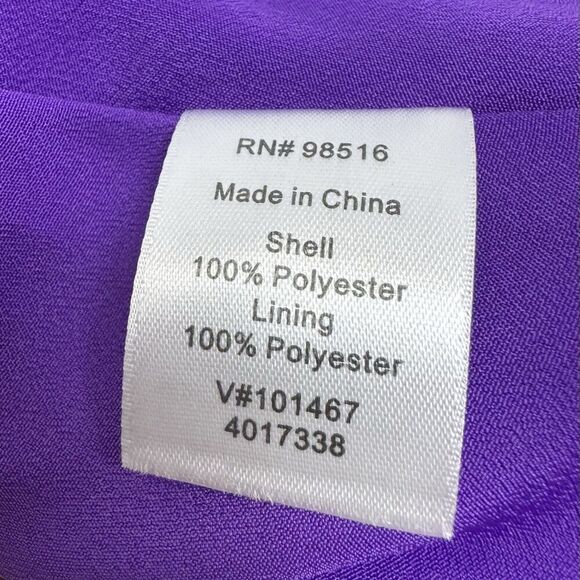 RN# 98516
Made in China
Shell
100% Polyester
Lining
100% Polyester
V#101467
4017338